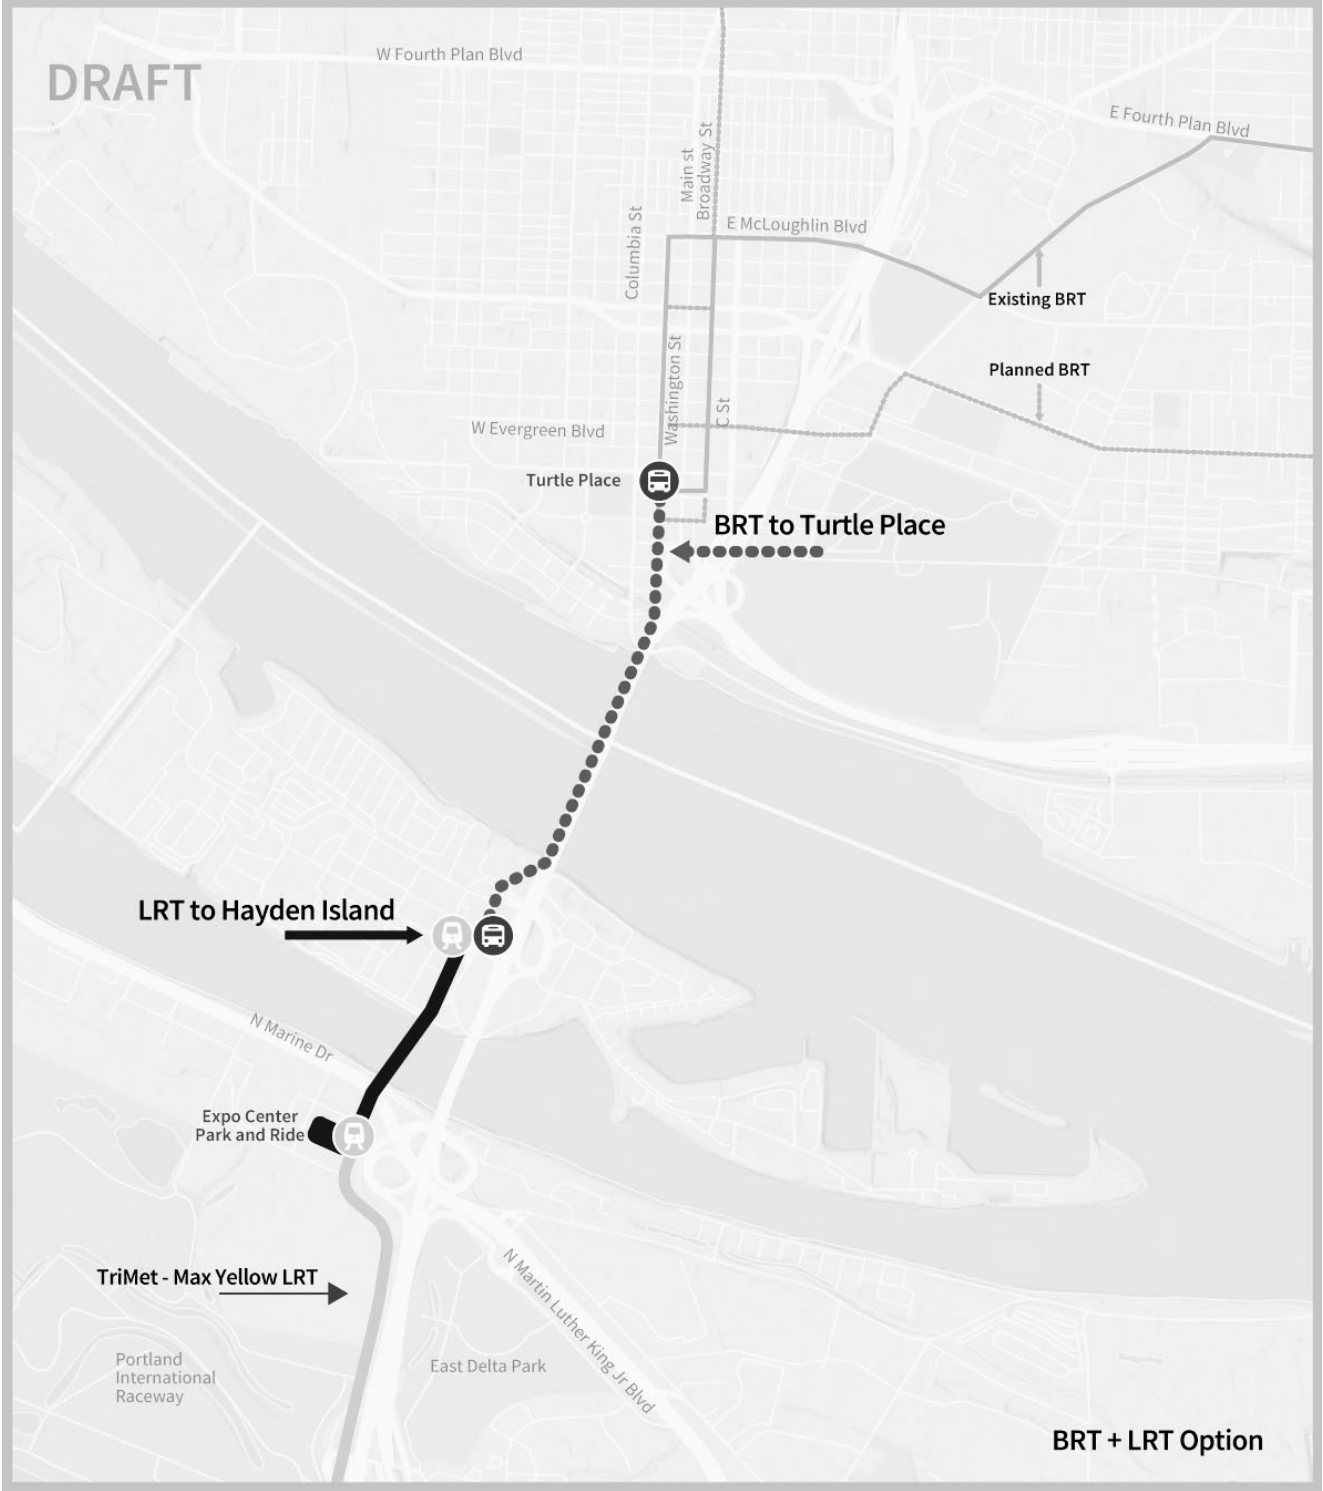 DRAFT
W Fourth Plan Blvd
E Fourth Plan Blvd
Main st
Broadway St
Columbia St
E McLoughlin Blvd
Existing BRT
Washington St
C St
Planned BRT
W Evergreen Blvd
Turtle Place
BRT to Turtle Place
LRT to Hayden Island
N Marine Dr
Expo Center
Park and Ride
TriMet - Max Yellow LRT
N Martin Luther King Jr Blvd
Portland
International
Raceway
East Delta Park
BRT + LRT Option